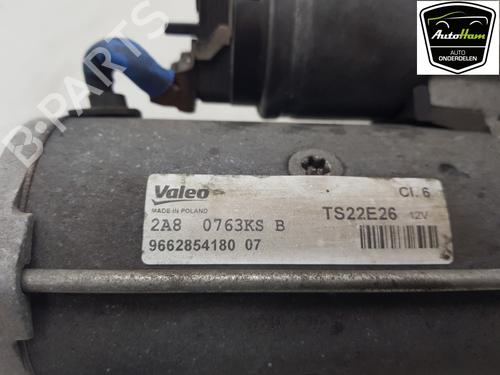 AutoHam
AUTO
ONDERDELEN
B-PARTS
Valeo
MADE IN POLAND
Cl. 6
2A8 0763KS B
TS22E26 12V
9662854180 07